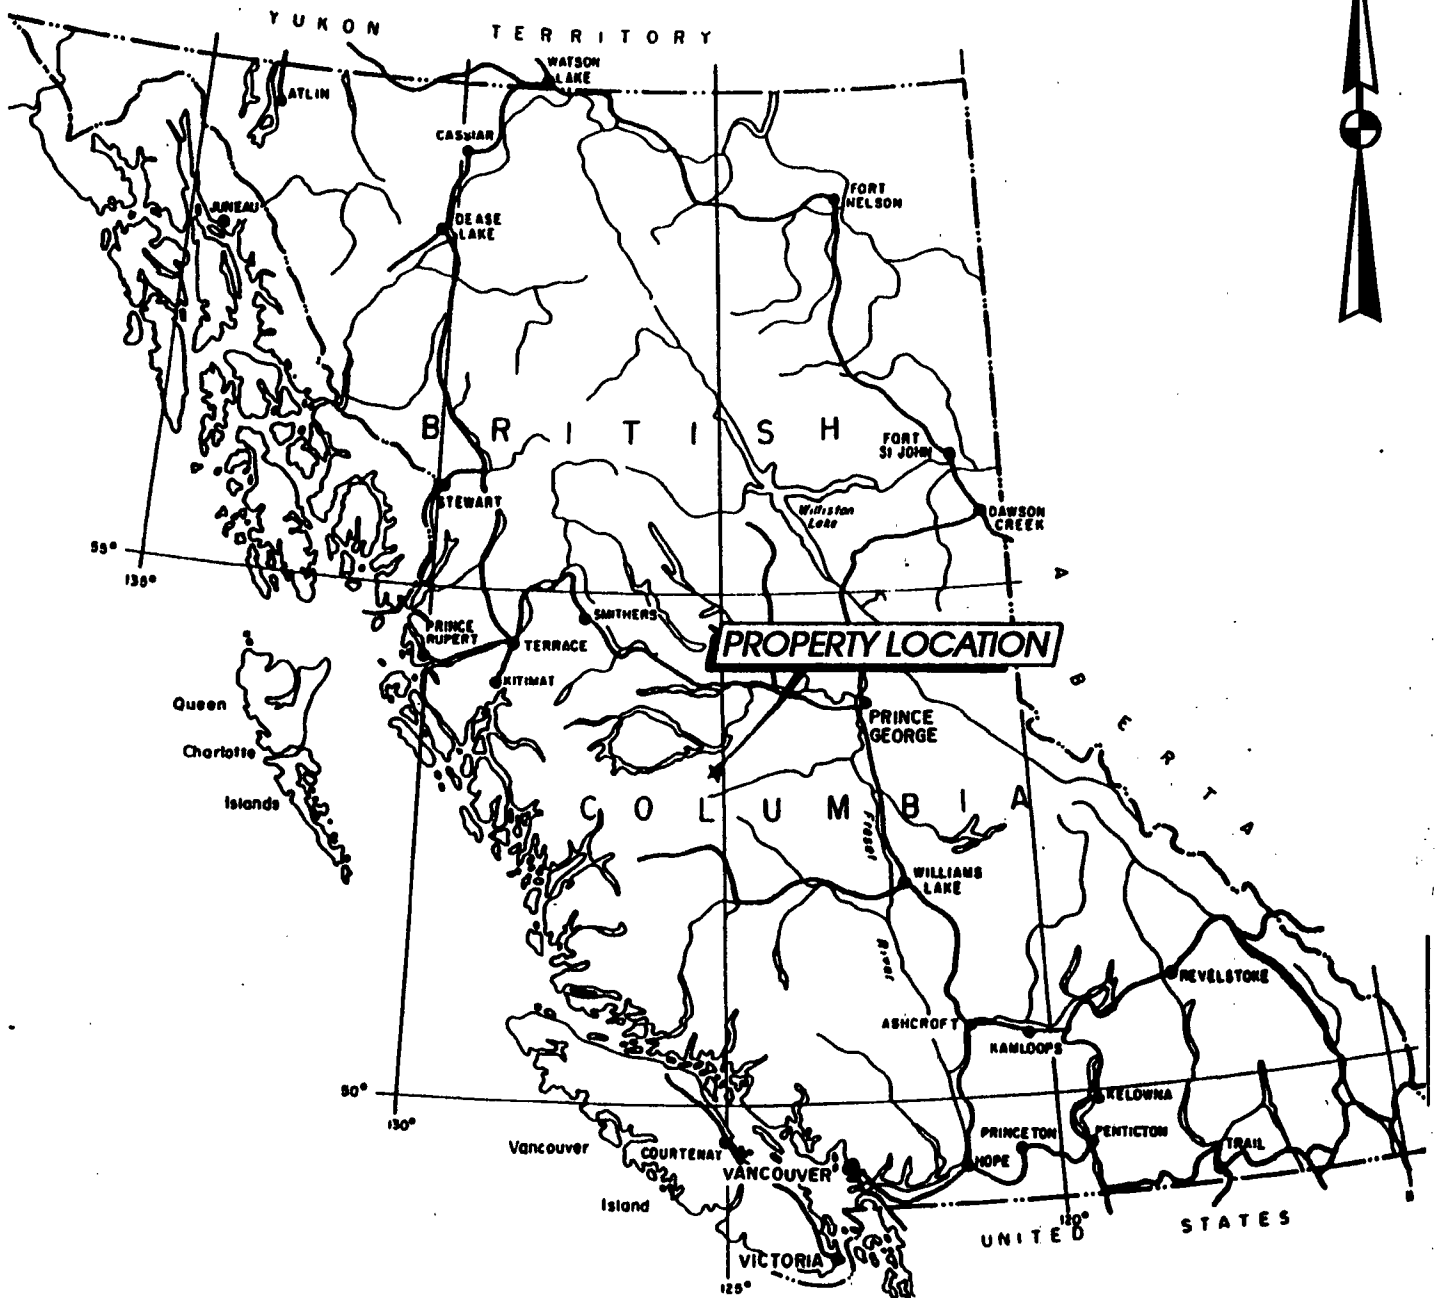 YUKON TERRITORY
WATSON
LAKE
ATLIN
CASSIAR
FORT
NELSON
JUNEAU
DEASE
LAKE
BRITISH
FORT
St JOHN
STEWART
Williston
Lake
DAWSON
CREEK
55°
135°
ALBERTA
PRINCE
RUPERT
SMITHERS
TERRACE
PROPERTY LOCATION
KITIMAT
Queen
Charlotte
Islands
PRINCE
GEORGE
COLUMBIA
Fraser
River
WILLIAMS
LAKE
REVELSTOKE
ASHCROFT
KAMLOOPS
50°
130°
KELOWNA
Vancouver
Island
COURTENAY
VANCOUVER
PRINCETON
PENTICTON
HOPE
TRAIL
120°
UNITED STATES
VICTORIA
125°